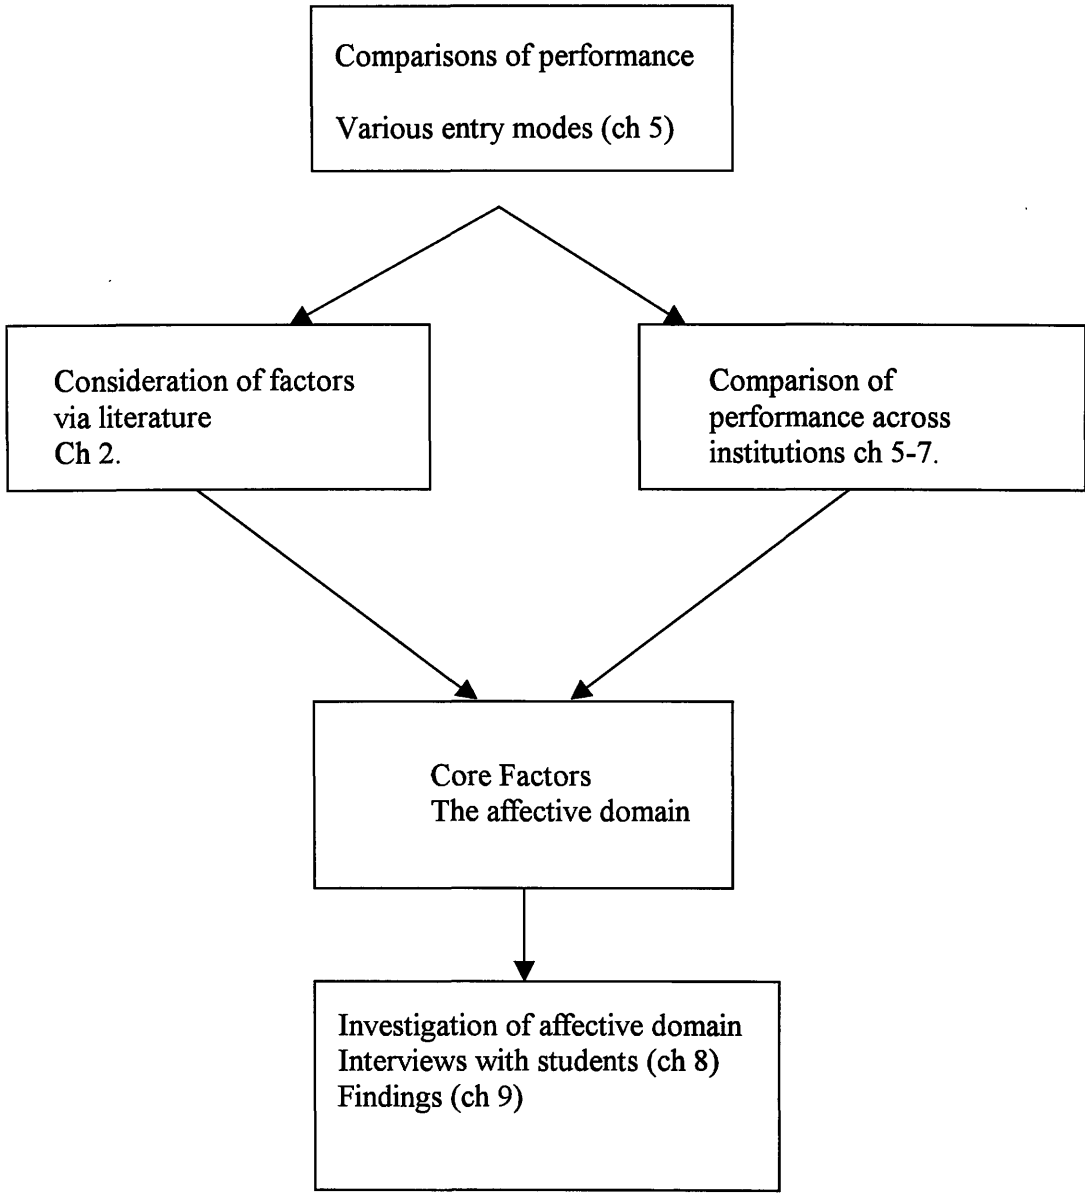 Comparisons of performance
Various entry modes (ch 5)
Consideration of factors
via literature
Ch 2.
Comparison of
performance across
institutions ch 5-7.
Core Factors
The affective domain
Investigation of affective domain
Interviews with students (ch 8)
Findings (ch 9)